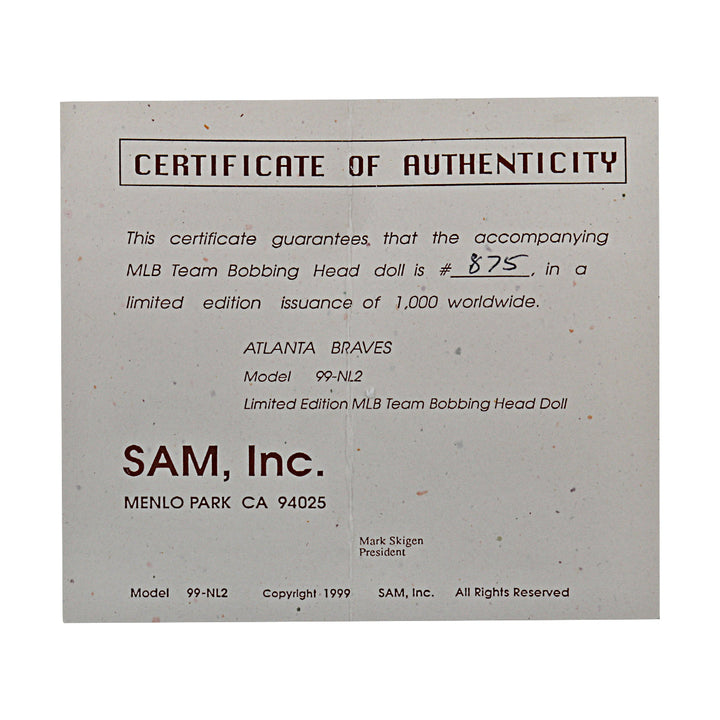 CERTIFICATE OF AUTHENTICITY
This certificate guarantees, that the accompanying
MLB Team Bobbing Head doll is # 875, in a
limited edition issuance of 1,000 worldwide.
ATLANTA BRAVES
Model 99-NL2
Limited Edition MLB Team Bobbing Head Doll
SAM, Inc.
MENLO PARK CA 94025
Mark Skigen
President
Model 99-NL2 Copyright 1999 SAM, Inc. All Rights Reserved